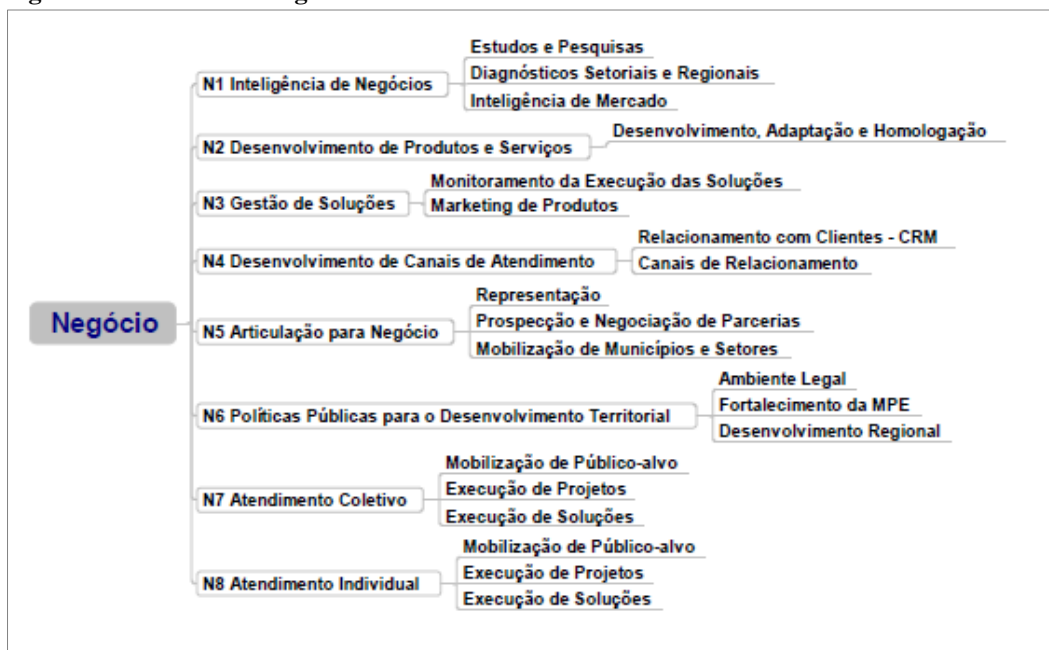 Negócio
N1 Inteligência de Negócios
Estudos e Pesquisas
Diagnósticos Setoriais e Regionais
Inteligência de Mercado
N2 Desenvolvimento de Produtos e Serviços
Desenvolvimento, Adaptação e Homologação
N3 Gestão de Soluções
Monitoramento da Execução das Soluções
Marketing de Produtos
N4 Desenvolvimento de Canais de Atendimento
Relacionamento com Clientes - CRM
Canais de Relacionamento
N5 Articulação para Negócio
Representação
Prospecção e Negociação de Parcerias
Mobilização de Municípios e Setores
N6 Políticas Públicas para o Desenvolvimento Territorial
Ambiente Legal
Fortalecimento da MPE
Desenvolvimento Regional
N7 Atendimento Coletivo
Mobilização de Público-alvo
Execução de Projetos
Execução de Soluções
N8 Atendimento Individual
Mobilização de Público-alvo
Execução de Projetos
Execução de Soluções